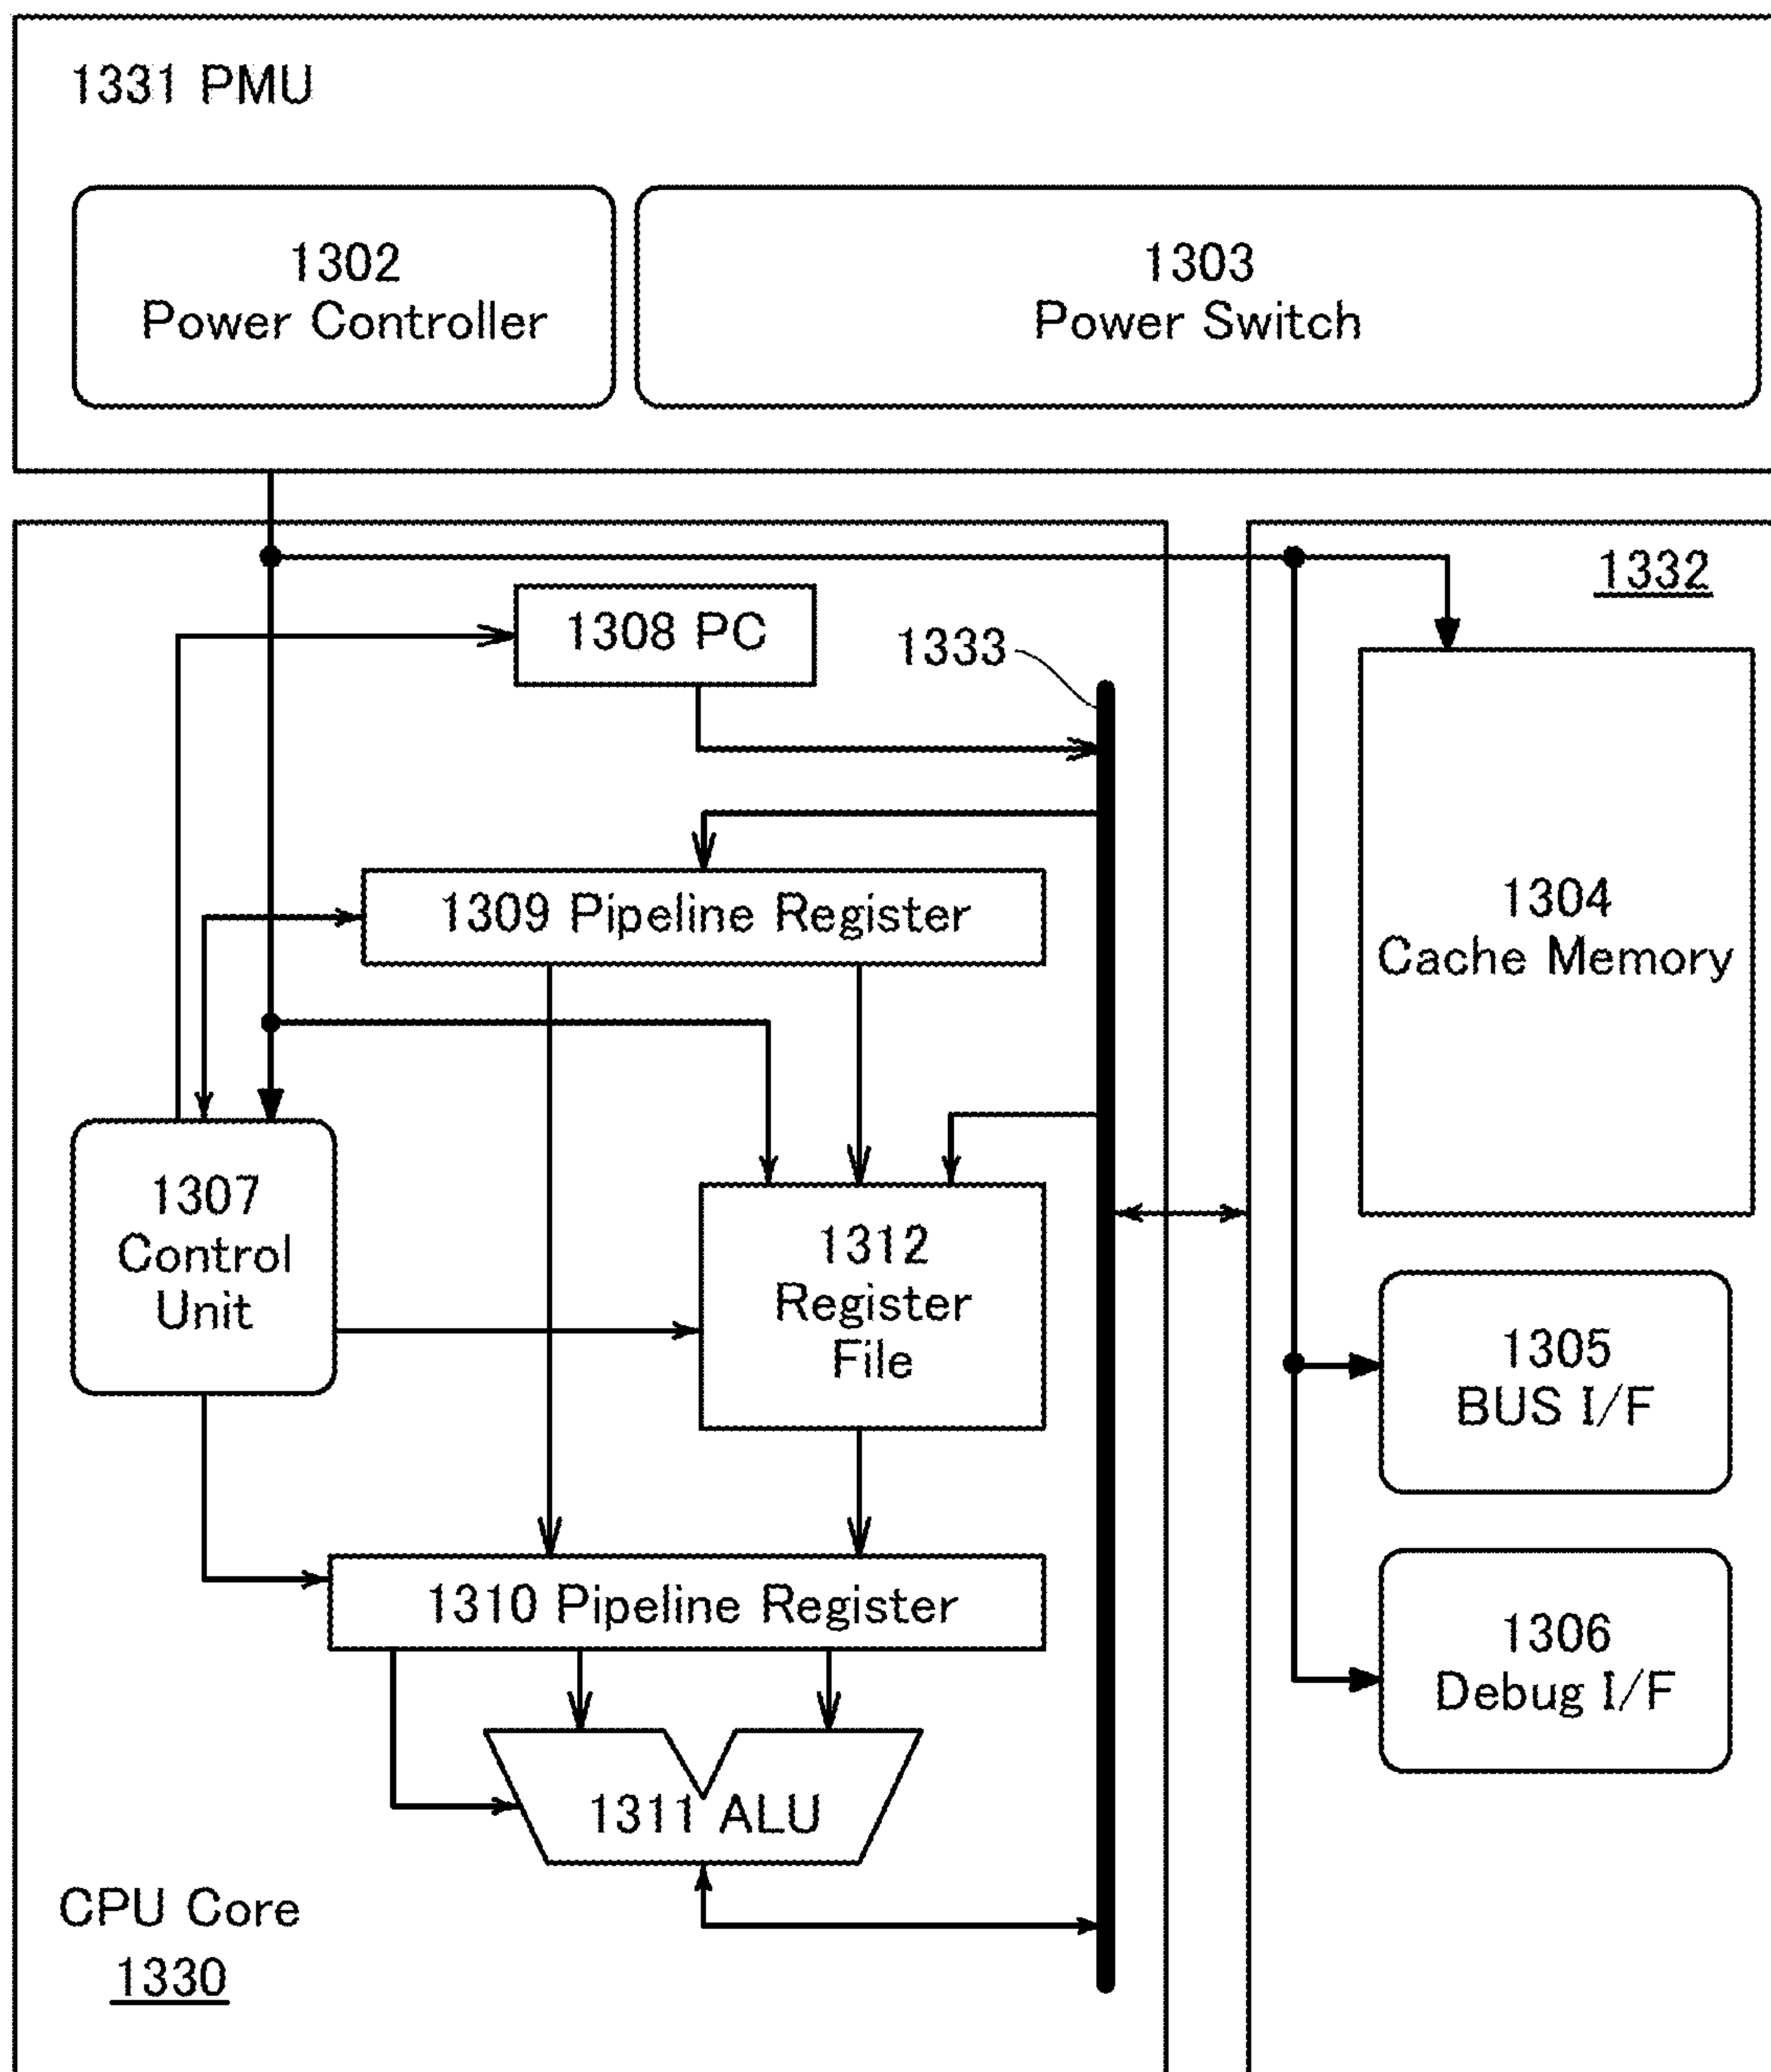 1331 PMU
1302
Power Controller
1303
Power Switch
1332
1308 PC
1333
1309 Pipeline Register
1304
Cache Memory
1307
Control
Unit
1312
Register
File
1305
BUS I/F
1310 Pipeline Register
1306
Debug I/F
1311 ALU
CPU Core
1330